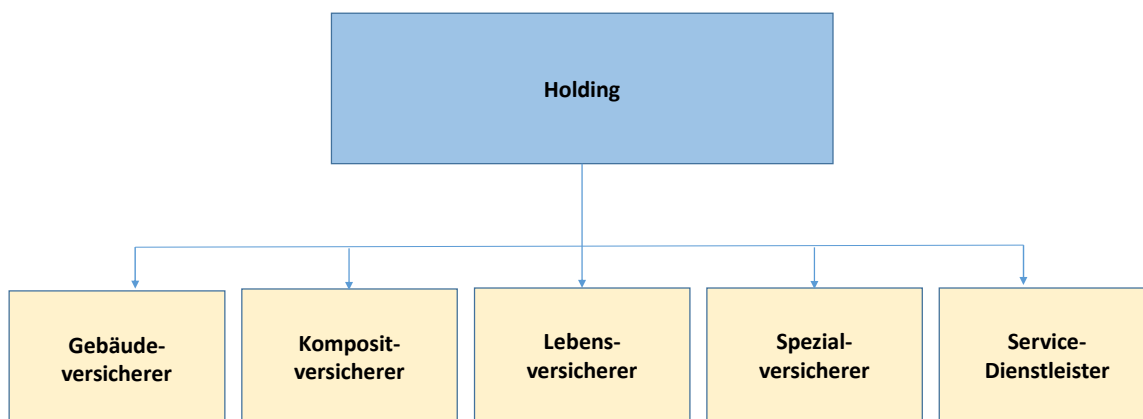 Holding
Gebäude-
versicherer
Komposit-
versicherer
Lebens-
versicherer
Spezial-
versicherer
Service-
Dienstleister